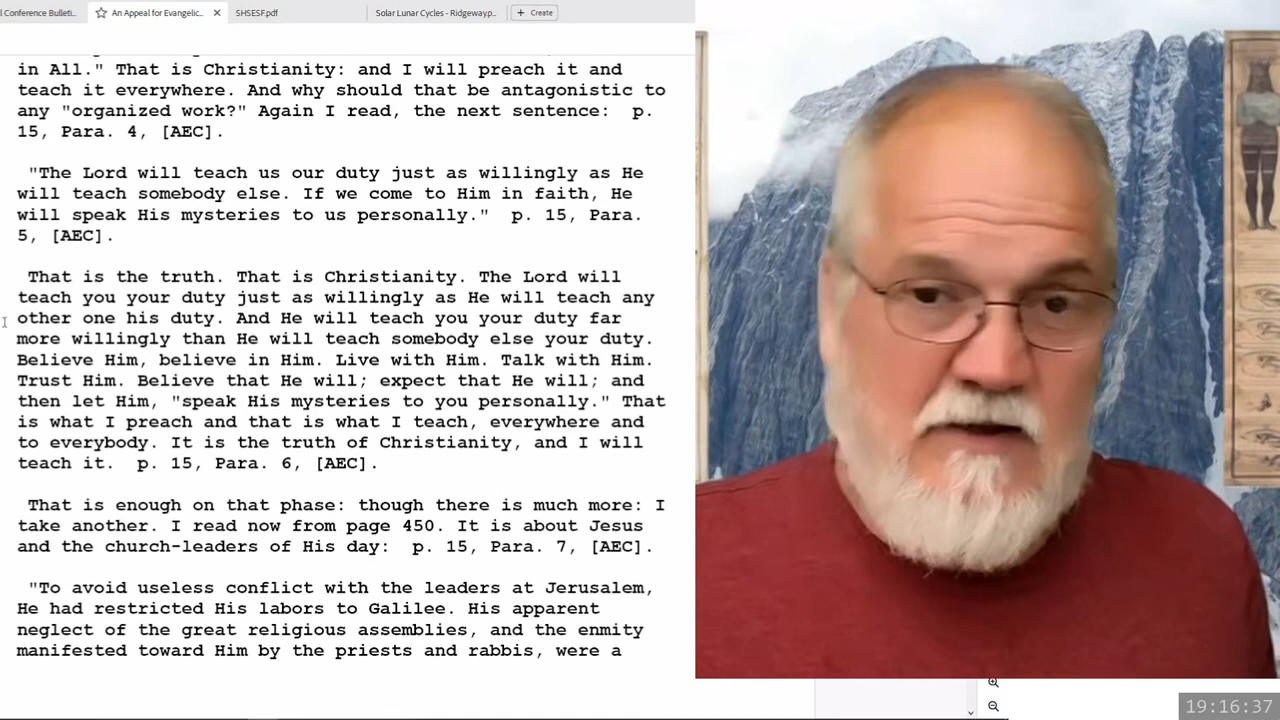 l Conference Bulleti..
An Appeal for Evangelic..
SHSESF.pdf
Solar Lunar Cycles - Ridgeway.p..
+ Create
in All." That is Christianity: and I will preach it and
teach it everywhere. And why should that be antagonistic to
any "organized work?" Again I read, the next sentence:  p.
15, Para. 4, [AEC].
"The Lord will teach us our duty just as willingly as He
will teach somebody else. If we come to Him in faith, He
will speak His mysteries to us personally."  p. 15, Para.
5, [AEC].
That is the truth. That is Christianity. The Lord will
teach you your duty just as willingly as He will teach any
other one his duty. And He will teach you your duty far
more willingly than He will teach somebody else your duty.
Believe Him, believe in Him. Live with Him. Talk with Him.
Trust Him. Believe that He will; expect that He will; and
then let Him, "speak His mysteries to you personally." That
is what I preach and that is what I teach, everywhere and
to everybody. It is the truth of Christianity, and I will
teach it.  p. 15, Para. 6, [AEC].
That is enough on that phase: though there is much more: I
take another. I read now from page 450. It is about Jesus
and the church-leaders of His day:  p. 15, Para. 7, [AEC].
"To avoid useless conflict with the leaders at Jerusalem,
He had restricted His labors to Galilee. His apparent
neglect of the great religious assemblies, and the enmity
manifested toward Him by the priests and rabbis, were a
19:16:37